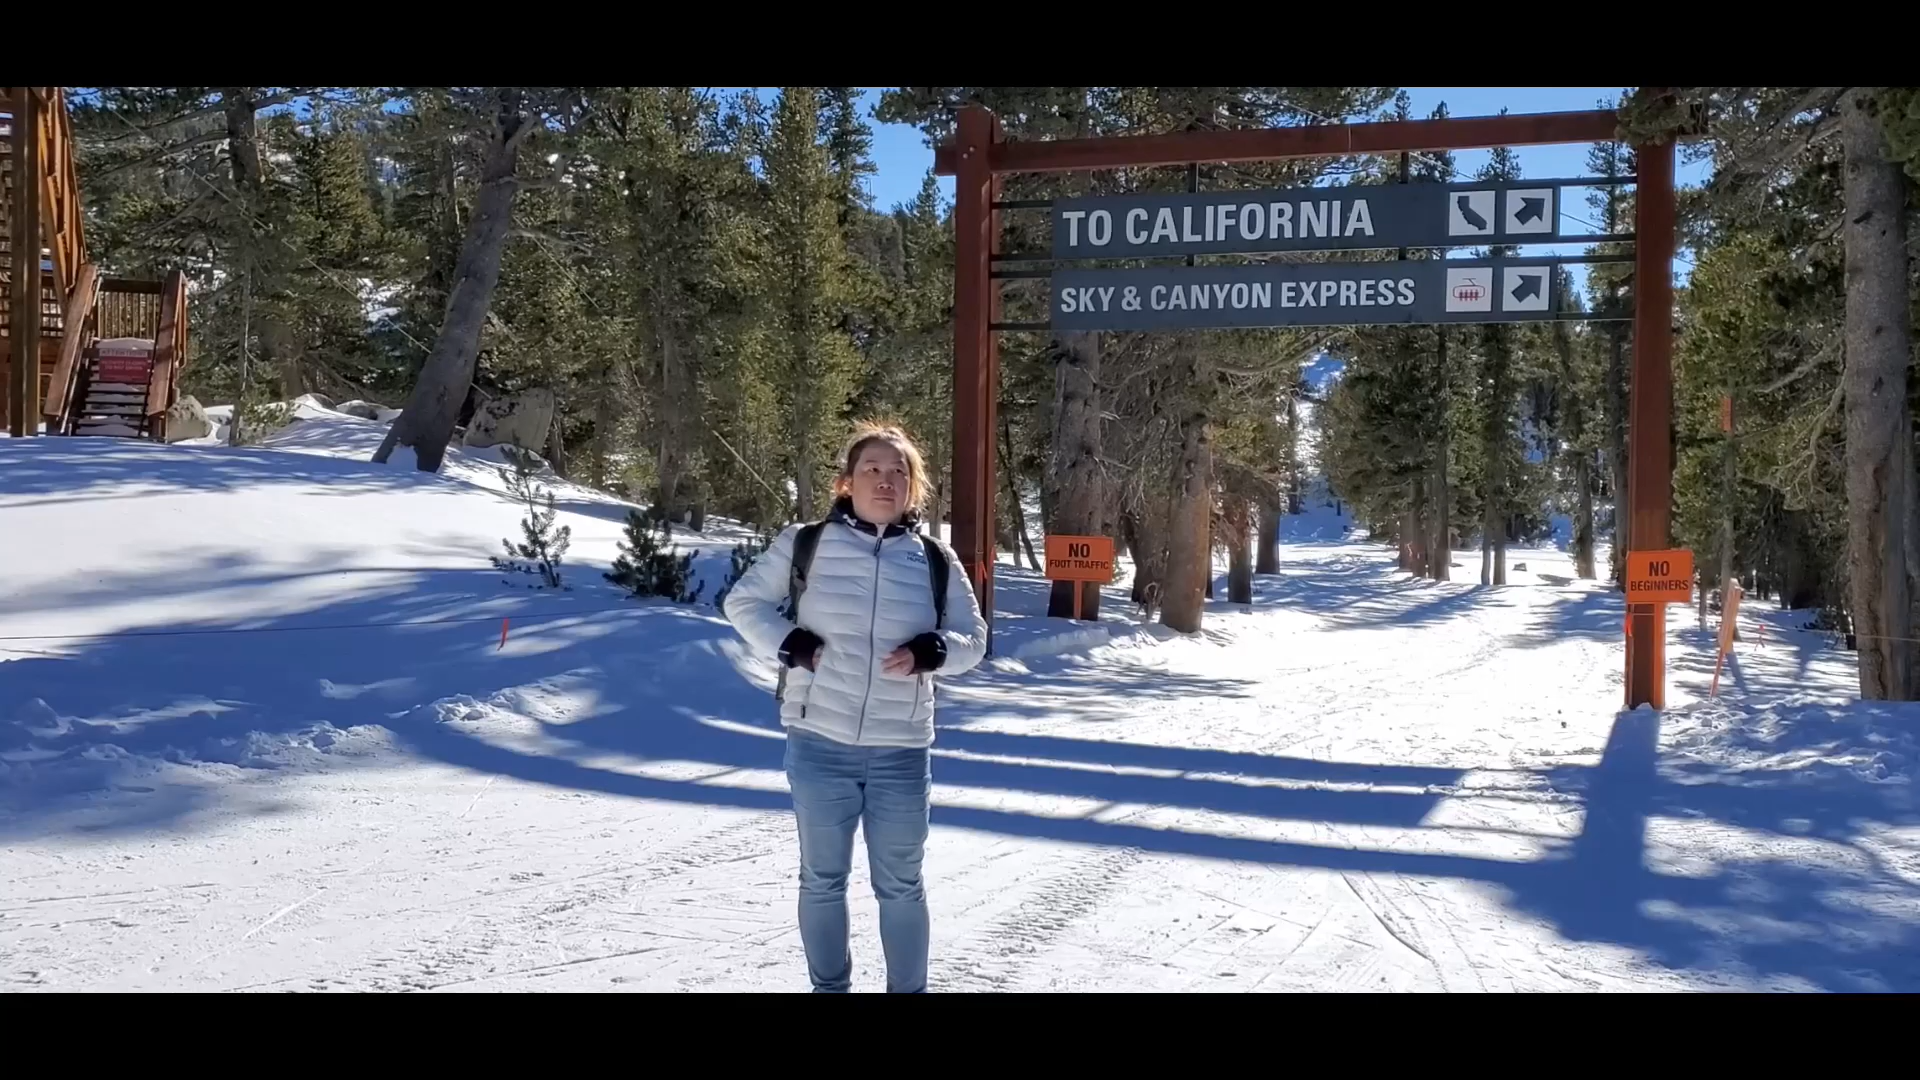 TO CALIFORNIA
SKY & CANYON EXPRESS
NO
FOOT TRAFFIC
NO
BEGINNERS